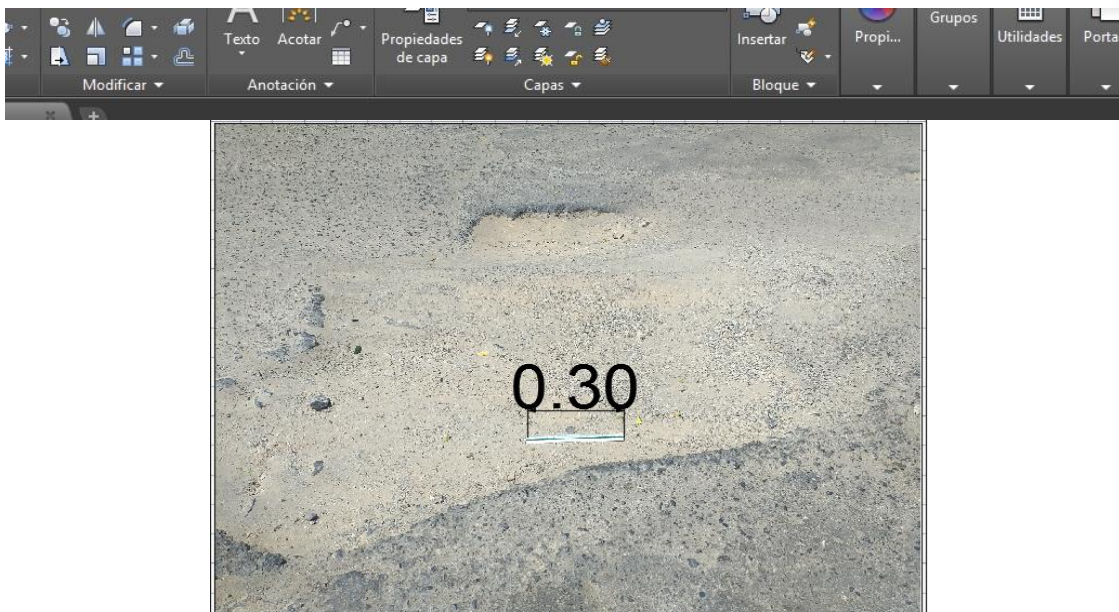 Texto
Acotar
Propiedades
de capa
Insertar
Propi...
Grupos
Utilidades
Porta
Modificar
Anotación
Capas
Bloque
0.30